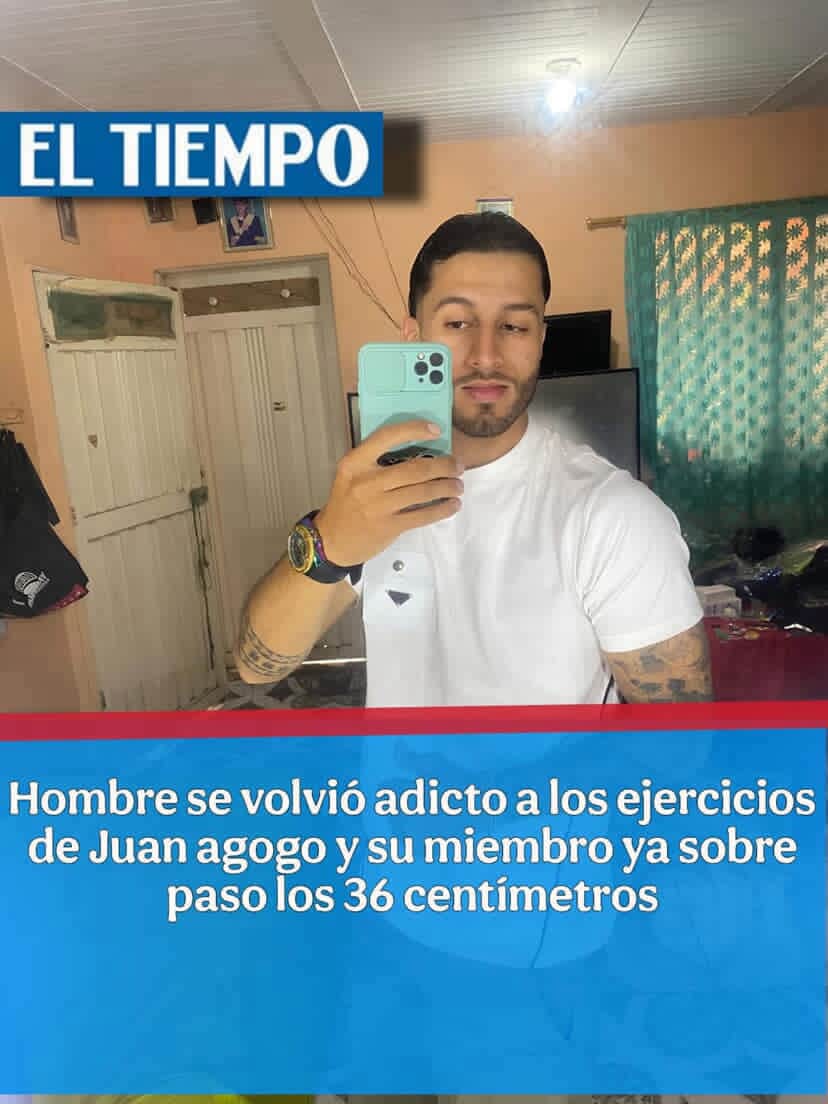 EL TIEMPO
Hombre se volvió adicto a los ejercicios
de Juan agogo y su miembro ya sobre
paso los 36 centímetros